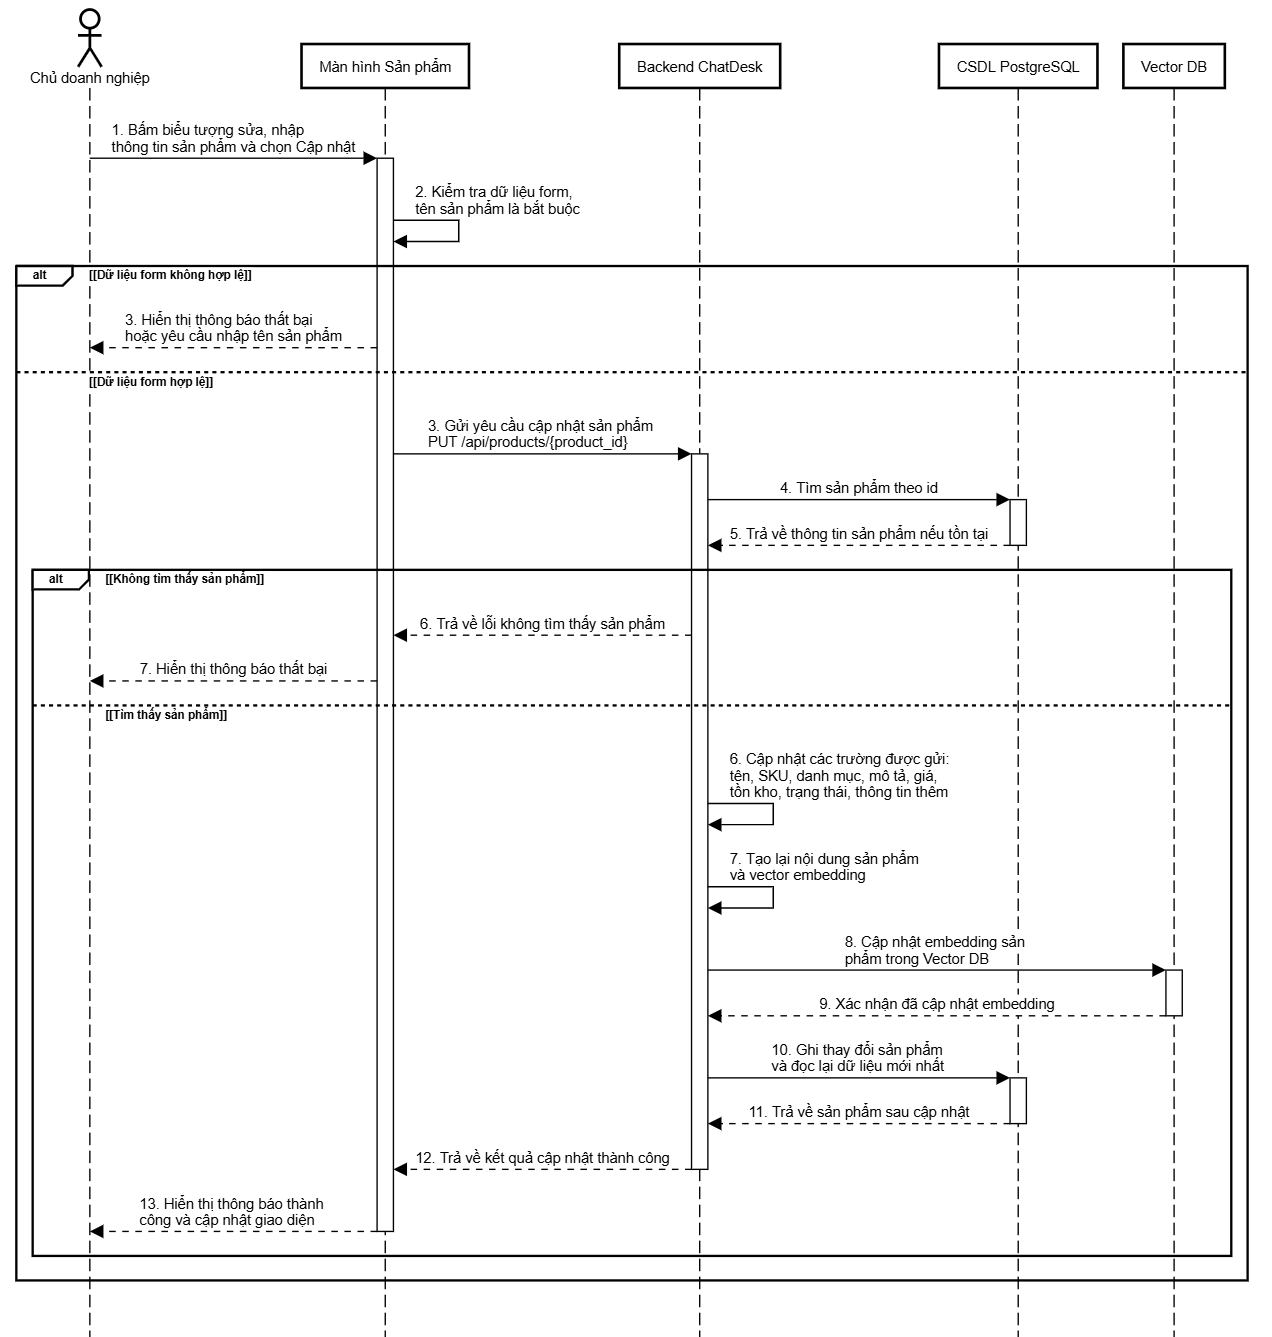 Chủ doanh nghiệp
Màn hình Sản phẩm
Backend ChatDesk
CSDL PostgreSQL
Vector DB
1. Bấm biểu tượng sửa, nhập
thông tin sản phẩm và chọn Cập nhật
2. Kiểm tra dữ liệu form,
tên sản phẩm là bắt buộc
alt
[[Dữ liệu form không hợp lệ]]
3. Hiển thị thông báo thất bại
hoặc yêu cầu nhập tên sản phẩm
[[Dữ liệu form hợp lệ]]
3. Gửi yêu cầu cập nhật sản phẩm
PUT /api/products/{product_id}
4. Tìm sản phẩm theo id
5. Trả về thông tin sản phẩm nếu tồn tại
alt
[[Không tìm thấy sản phẩm]]
6. Trả về lỗi không tìm thấy sản phẩm
7. Hiển thị thông báo thất bại
[[Tìm thấy sản phẩm]]
6. Cập nhật các trường được gửi:
tên, SKU, danh mục, mô tả, giá,
tồn kho, trạng thái, thông tin thêm
7. Tạo lại nội dung sản phẩm
và vector embedding
8. Cập nhật embedding sản
phẩm trong Vector DB
9. Xác nhận đã cập nhật embedding
10. Ghi thay đổi sản phẩm
và đọc lại dữ liệu mới nhất
11. Trả về sản phẩm sau cập nhật
12. Trả về kết quả cập nhật thành công
13. Hiển thị thông báo thành
công và cập nhật giao diện